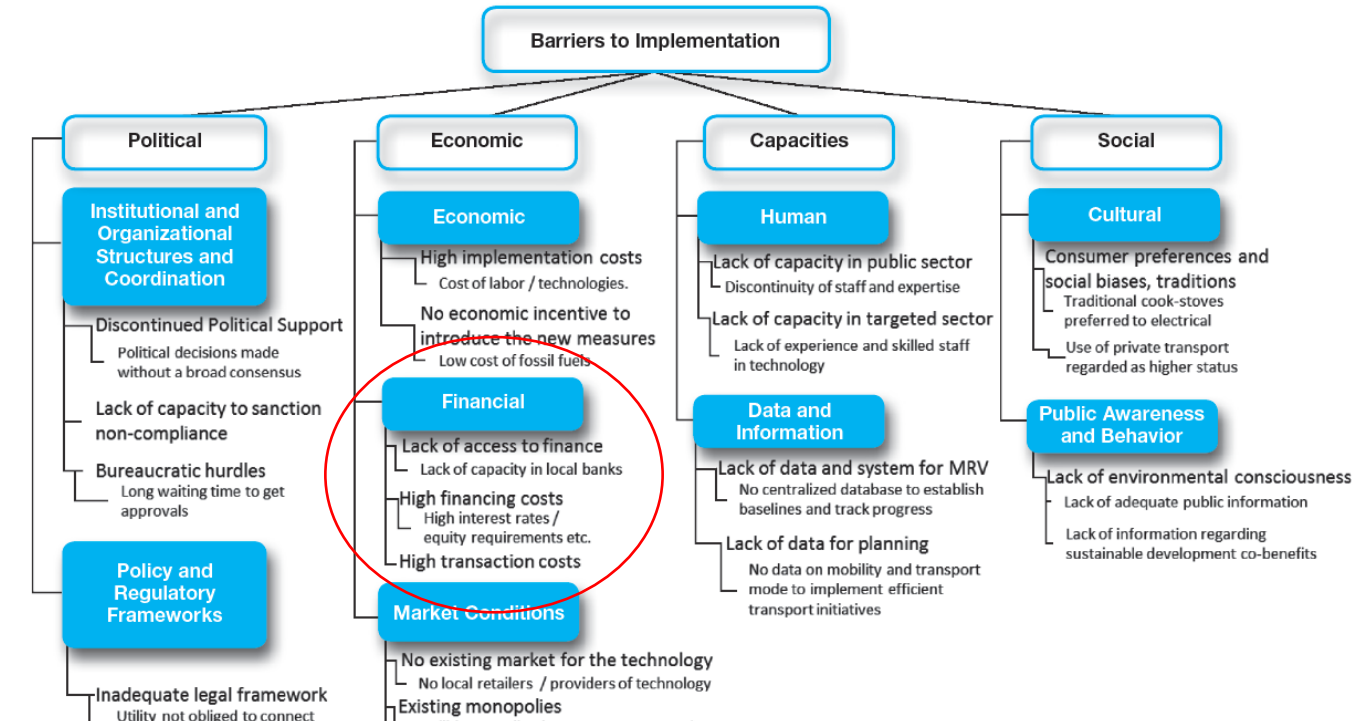 Barriers to Implementation
Political
Institutional and
Organizational
Structures and
Coordination
Discontinued Political Support
Political decisions made
without a broad consensus
Lack of capacity to sanction
non-compliance
Bureaucratic hurdles
Long waiting time to get
approvals
Policy and
Regulatory
Frameworks
Inadequate legal framework
Utility not obliged to connect
Economic
Economic
High implementation costs
Cost of labor / technologies.
No economic incentive to
introduce the new measures
Low cost of fossil fuels
Financial
Lack of access to finance
Lack of capacity in local banks
High financing costs
High interest rates /
equity requirements etc.
High transaction costs
Market Conditions
No existing market for the technology
No local retailers / providers of technology
Existing monopolies
Capacities
Human
Lack of capacity in public sector
Discontinuity of staff and expertise
Lack of capacity in targeted sector
Lack of experience and skilled staff
in technology
Data and
Information
Lack of data and system for MRV
No centralized database to establish
baselines and track progress
Lack of data for planning
No data on mobility and transport
mode to implement efficient
transport initiatives
Social
Cultural
Consumer preferences and
social biases, traditions
Traditional cook-stoves
preferred to electrical
Use of private transport
regarded as higher status
Public Awareness
and Behavior
Lack of environmental consciousness
Lack of adequate public information
Lack of information regarding
sustainable development co-benefits